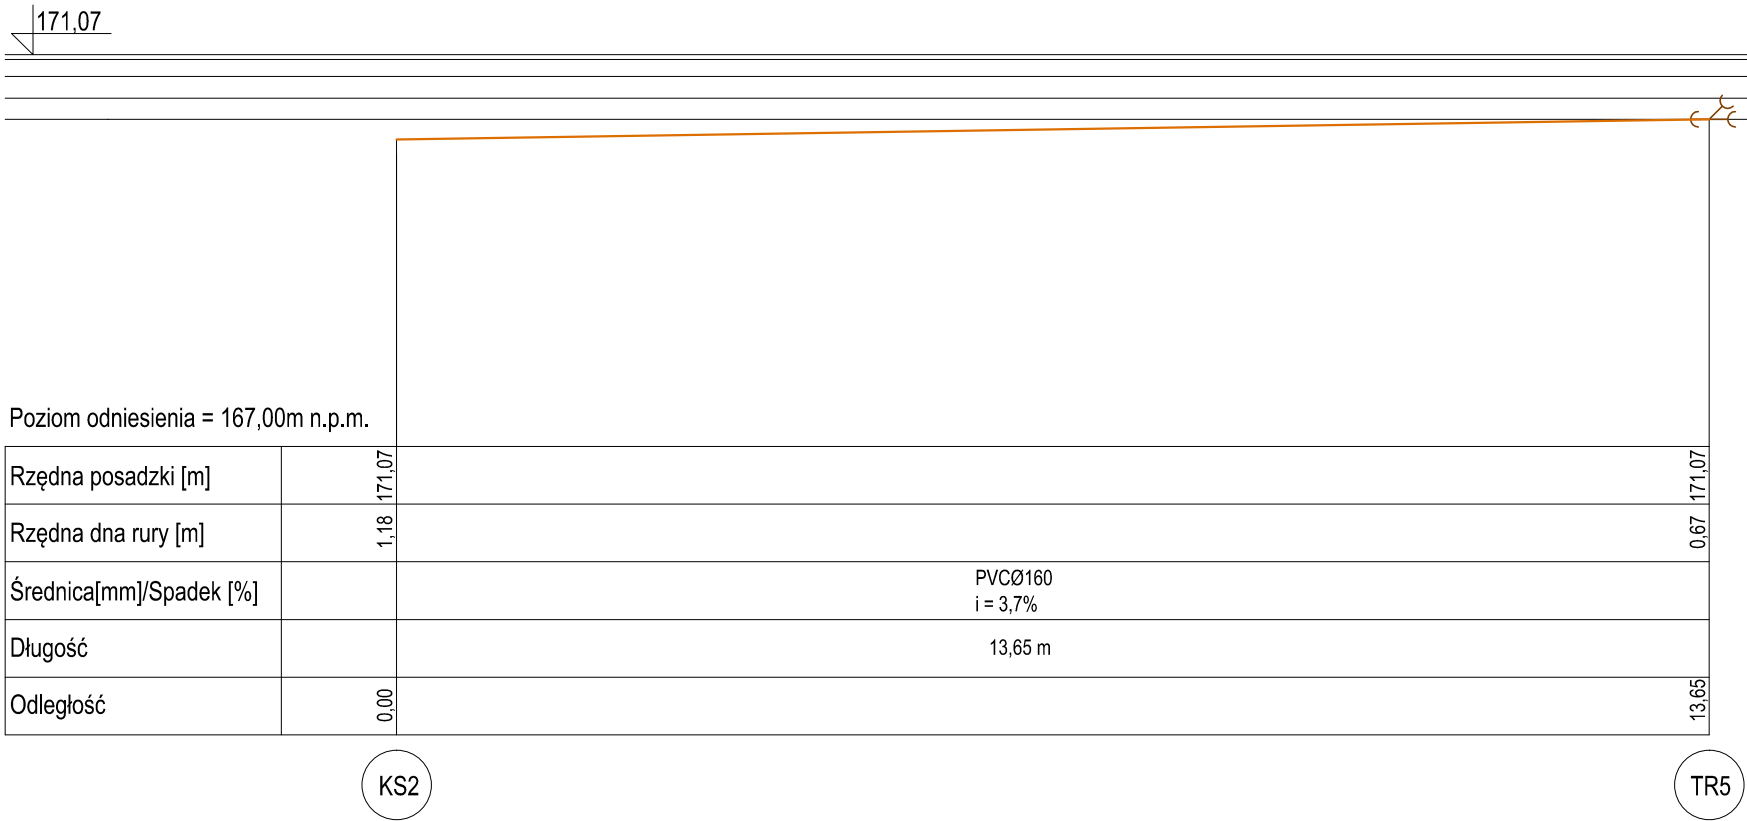 171,07
Poziom odniesienia = 167,00m n.p.m.
Rzędna posadzki [m]
171,07
171,07
Rzędna dna rury [m]
1,18
0,67
Średnica[mm]/Spadek [%]
PVCØ160
i = 3,7%
Długość
13,65 m
Odległość
0,00
13,65
KS2
TR5